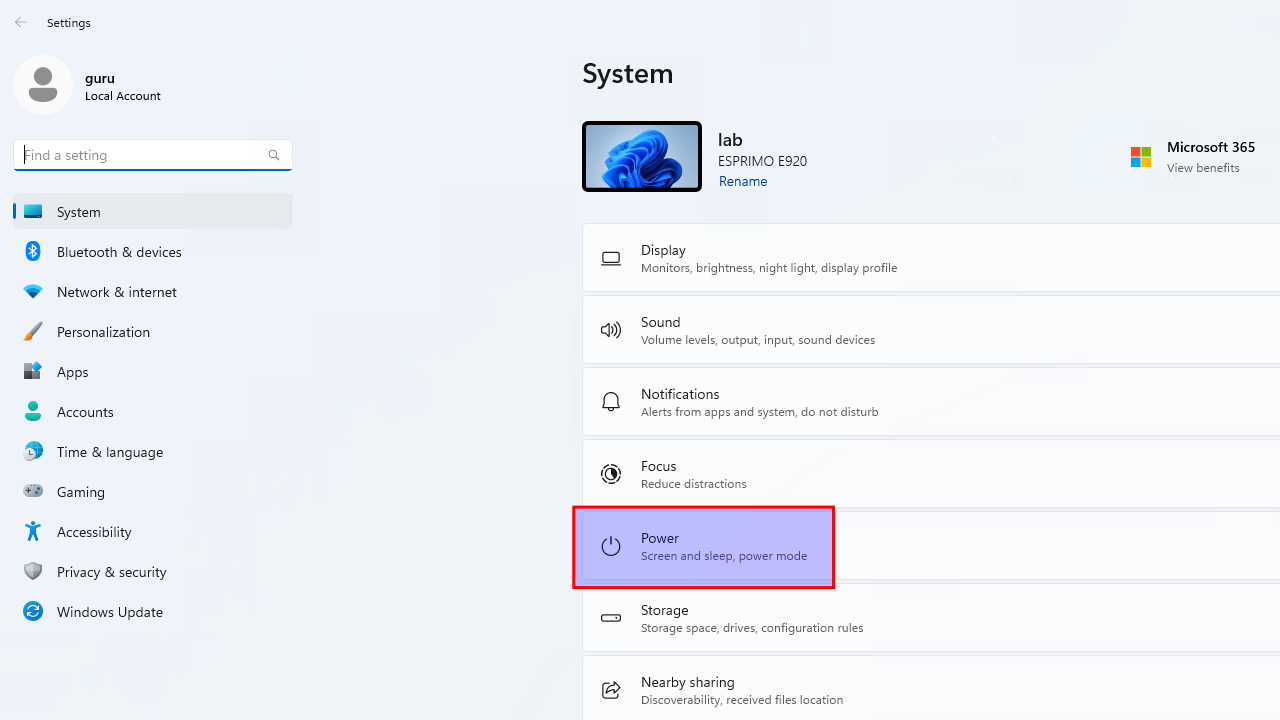 Settings
guru
Local Account
Find a setting
System
Bluetooth & devices
Network & internet
Personalization
Apps
Accounts
Time & language
Gaming
Accessibility
Privacy & security
Windows Update
System
lab
ESPRIMO E920
Rename
Microsoft 365
View benefits
Display
Monitors, brightness, night light, display profile
Sound
Volume levels, output, input, sound devices
Notifications
Alerts from apps and system, do not disturb
Focus
Reduce distractions
Power
Screen and sleep, power mode
Storage
Storage space, drives, configuration rules
Nearby sharing
Discoverability, received files location